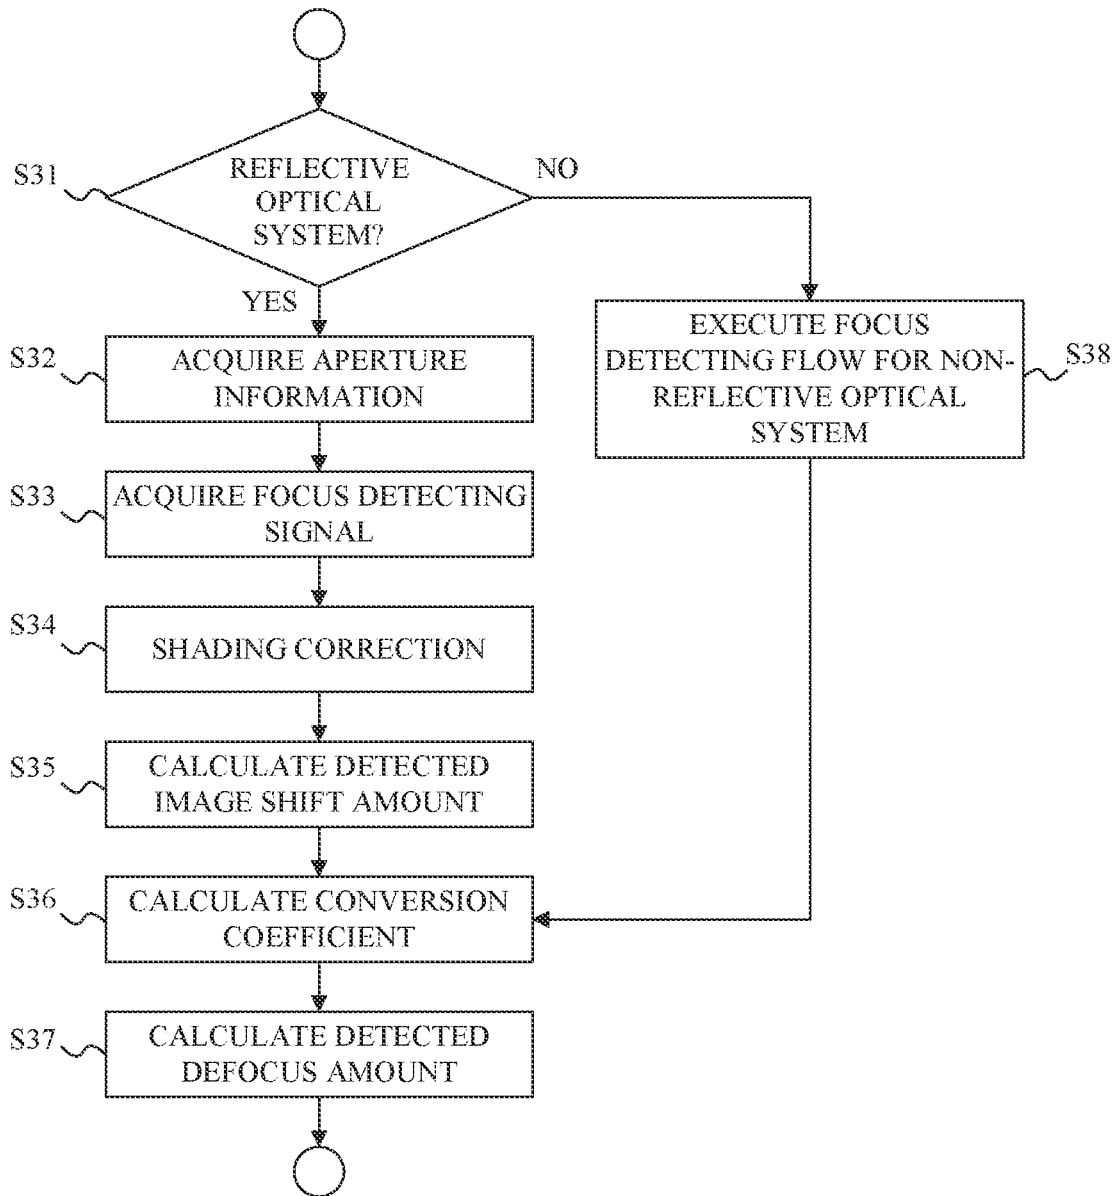 S31
REFLECTIVE
OPTICAL
SYSTEM?
NO
YES
S32
ACQUIRE APERTURE
INFORMATION
EXECUTE FOCUS
DETECTING FLOW FOR NON-
REFLECTIVE OPTICAL
SYSTEM
S38
S33
ACQUIRE FOCUS DETECTING
SIGNAL
S34
SHADING CORRECTION
S35
CALCULATE DETECTED
IMAGE SHIFT AMOUNT
S36
CALCULATE CONVERSION
COEFFICIENT
S37
CALCULATE DETECTED
DEFOCUS AMOUNT